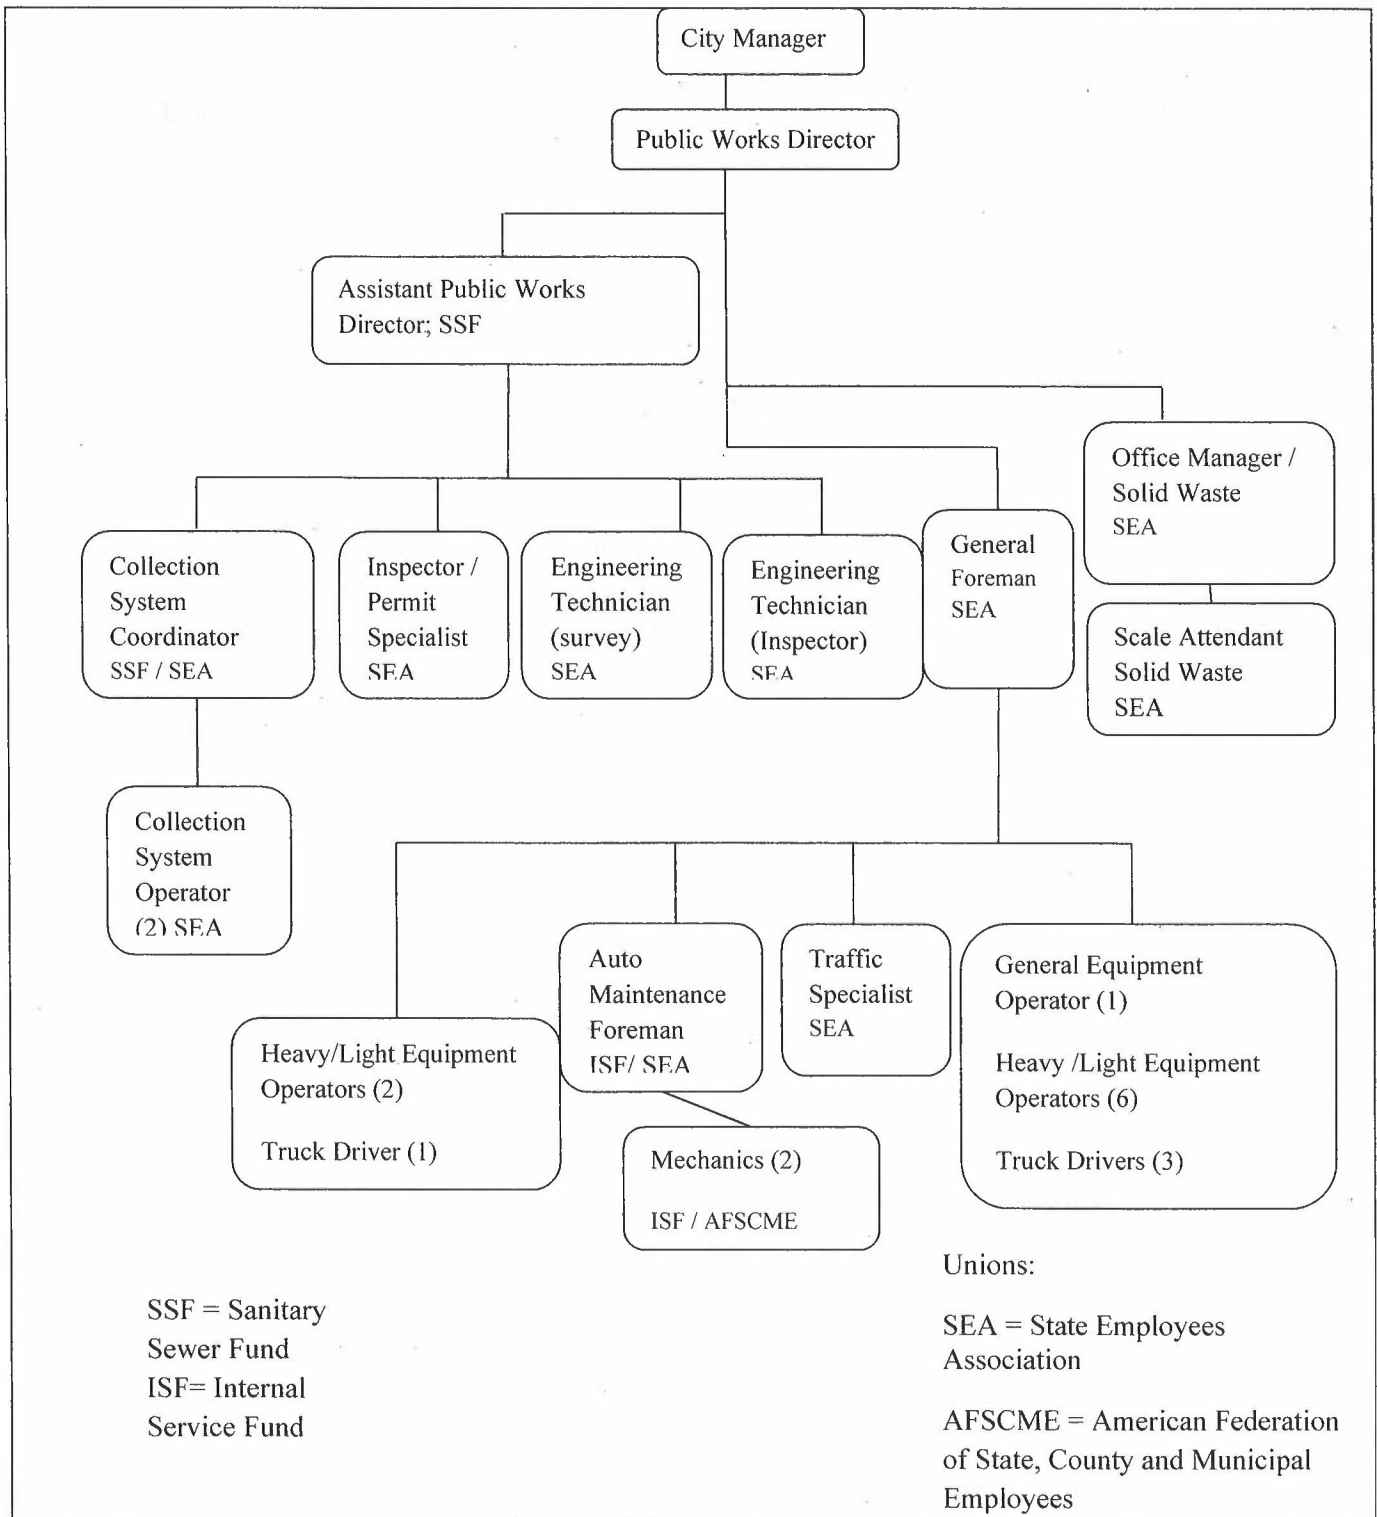 City Manager
Public Works Director
Assistant Public Works
Director; SSF
Office Manager /
Solid Waste
SEA
Collection
System
Coordinator
SSF / SEA
Inspector /
Permit
Specialist
SEA
Engineering
Technician
(survey)
SEA
Engineering
Technician
(Inspector)
SEA
General
Foreman
SEA
Scale Attendant
Solid Waste
SEA
Collection
System
Operator
(2) SEA
Heavy/Light Equipment
Operators (2)
Truck Driver (1)
Auto
Maintenance
Foreman
ISF/ SEA
Traffic
Specialist
SEA
General Equipment
Operator (1)
Heavy /Light Equipment
Operators (6)
Truck Drivers (3)
Mechanics (2)
ISF / AFSCME
SSF = Sanitary
Sewer Fund
ISF= Internal
Service Fund
Unions:
SEA = State Employees
Association
AFSCME = American Federation
of State, County and Municipal
Employees